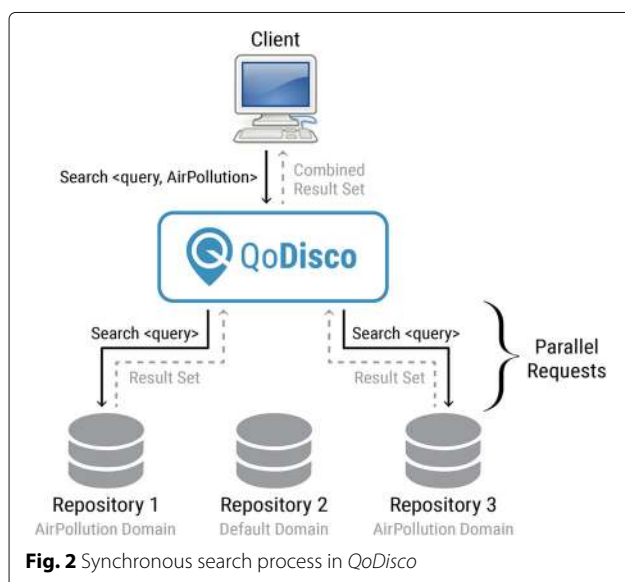 Client
Search <query, AirPollution>
Combined
Result Set
QoDisco
Search <query>
Search <query>
Result Set
Result Set
Parallel
Requests
Repository 1
AirPollution Domain
Repository 2
Default Domain
Repository 3
AirPollution Domain
Fig. 2 Synchronous search process in QoDisco